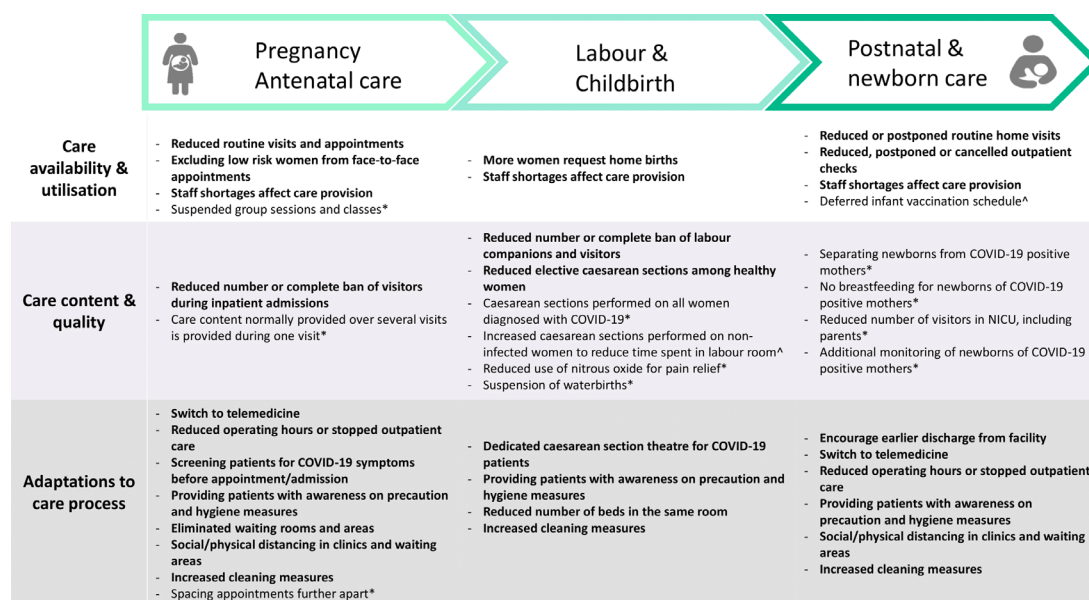 Pregnancy
Antenatal care
Labour &
Childbirth
Postnatal &
newborn care
Care
availability &
utilisation
- Reduced routine visits and appointments
- Excluding low risk women from face-to-face
appointments
- Staff shortages affect care provision
- Suspended group sessions and classes*
- More women request home births
- Staff shortages affect care provision
- Reduced or postponed routine home visits
- Reduced, postponed or cancelled outpatient
checks
- Staff shortages affect care provision
- Deferred infant vaccination schedule^
Care content &
quality
- Reduced number or complete ban of visitors
during inpatient admissions
- Care content normally provided over several visits
is provided during one visit*
- Reduced number or complete ban of labour
companions and visitors
- Reduced elective caesarean sections among healthy
women
- Caesarean sections performed on all women
diagnosed with COVID-19*
- Increased caesarean sections performed on non-
infected women to reduce time spent in labour room^
- Reduced use of nitrous oxide for pain relief*
- Suspension of waterbirths*
- Separating newborns from COVID-19 positive
mothers*
- No breastfeeding for newborns of COVID-19
positive mothers*
- Reduced number of visitors in NICU, including
parents*
- Additional monitoring of newborns of COVID-19
positive mothers*
Adaptations to
care process
- Switch to telemedicine
- Reduced operating hours or stopped outpatient
care
- Screening patients for COVID-19 symptoms
before appointment/admission
- Providing patients with awareness on precaution
and hygiene measures
- Eliminated waiting rooms and areas
- Social/physical distancing in clinics and waiting
areas
- Increased cleaning measures
- Spacing appointments further apart*
- Dedicated caesarean section theatre for COVID-19
patients
- Providing patients with awareness on precaution and
hygiene measures
- Reduced number of beds in the same room
- Increased cleaning measures
- Encourage earlier discharge from facility
- Switch to telemedicine
- Reduced operating hours or stopped outpatient
care
- Providing patients with awareness on
precaution and hygiene measures
- Social/physical distancing in clinics and waiting
areas
- Increased cleaning measures